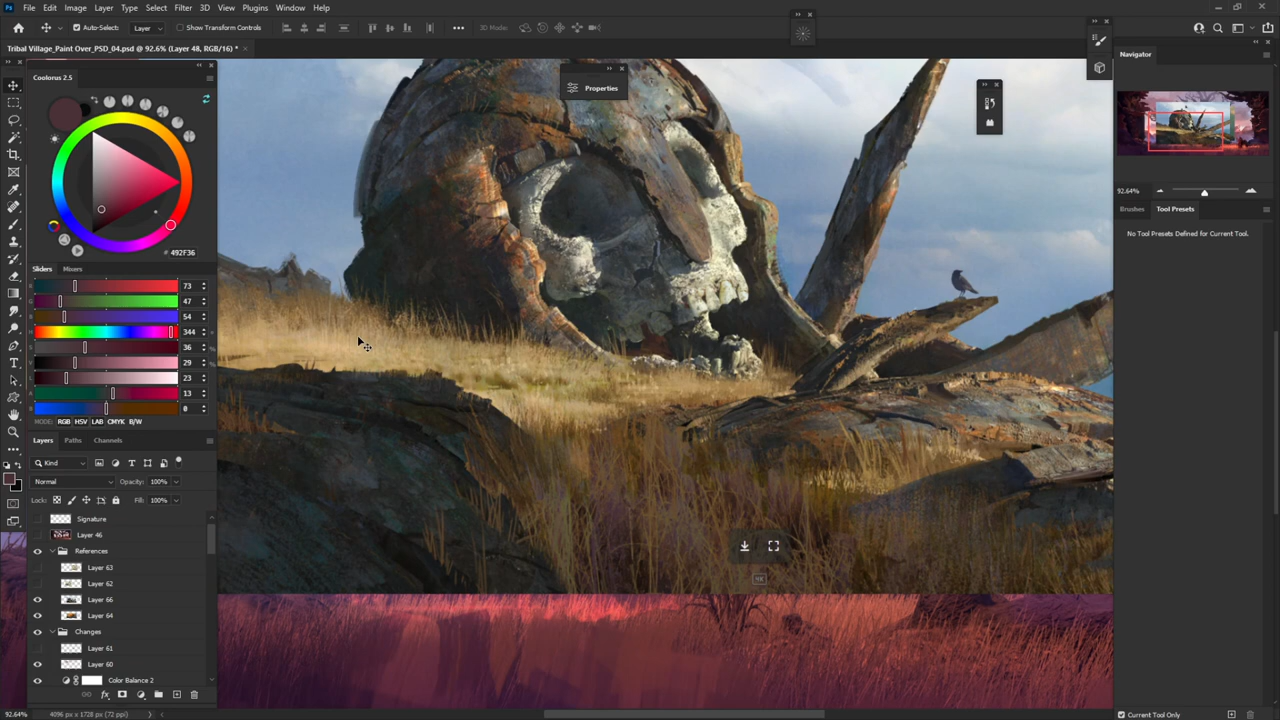 Ps File Edit Image Layer Type Select Filter 3D View Plugins Window Help
Auto-Select: Layer Show Transform Controls 3D Mode:
Tribal Village_Paint Over_PSD_04.psd @ 92.6% (Layer 48, RGB/16) *
Coolorus 2.5
# 492F36
Sliders Mixers
R 73
G 47
B 54
H 344
S 36 %
V 29 %
L 23
13
0
MODE: RGB HSV LAB CMYK B/W
Layers Paths Channels
Kind
Normal Opacity: 100%
Lock: Fill: 100%
Signature
Layer 46
References
Layer 63
Layer 62
Layer 66
Layer 64
Changes
Layer 61
Layer 60
Color Balance 2
fx
92.64% 4096 px x 1728 px (72 ppi)
Properties
4K
Navigator
92.64%
Brushes Tool Presets
No Tool Presets Defined for Current Tool.
Current Tool Only